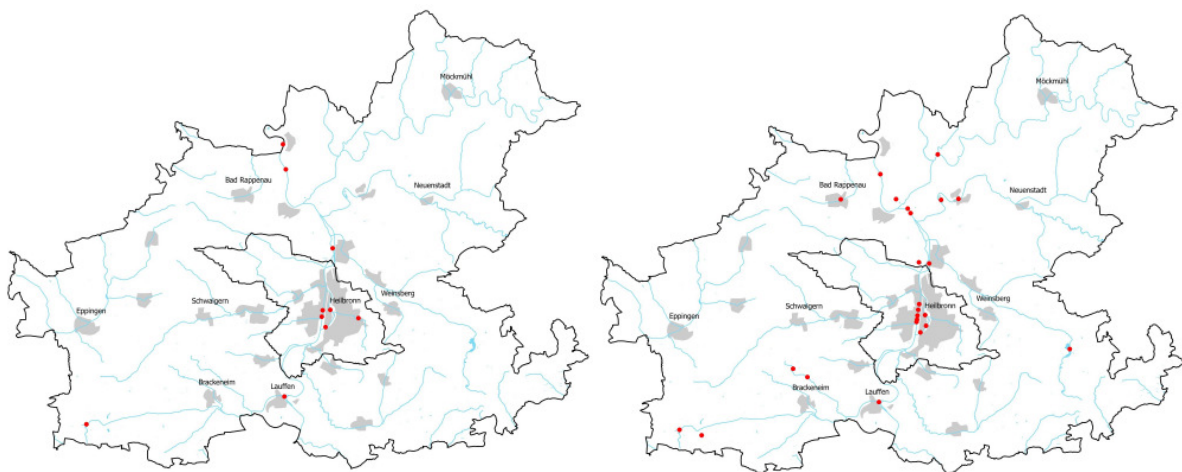 Möckmühl
Bad Rappenau
Neuenstadt
Heilbronn
Weinsberg
Schwaigern
Eppingen
Brackenheim
Lauffen
Möckmühl
Bad Rappenau
Neuenstadt
Heilbronn
Weinsberg
Schwaigern
Eppingen
Brackenheim
Lauffen